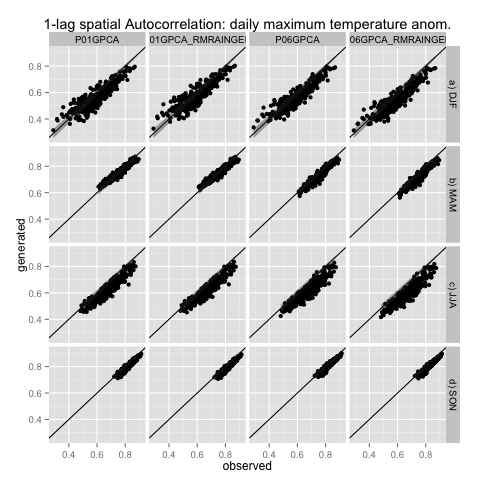 1-lag spatial Autocorrelation: daily maximum temperature anom.
P01GPCA 01GPCA_RMRAINGE P06GPCA 06GPCA_RMRAINGE
0.8
0.6
0.4
a) DJF
0.8
0.6
0.4
b) MAM
0.8
0.6
0.4
c) JJA
0.8
0.6
0.4
d) SON
generated
0.4 0.6 0.8 0.4 0.6 0.8 0.4 0.6 0.8 0.4 0.6 0.8
observed